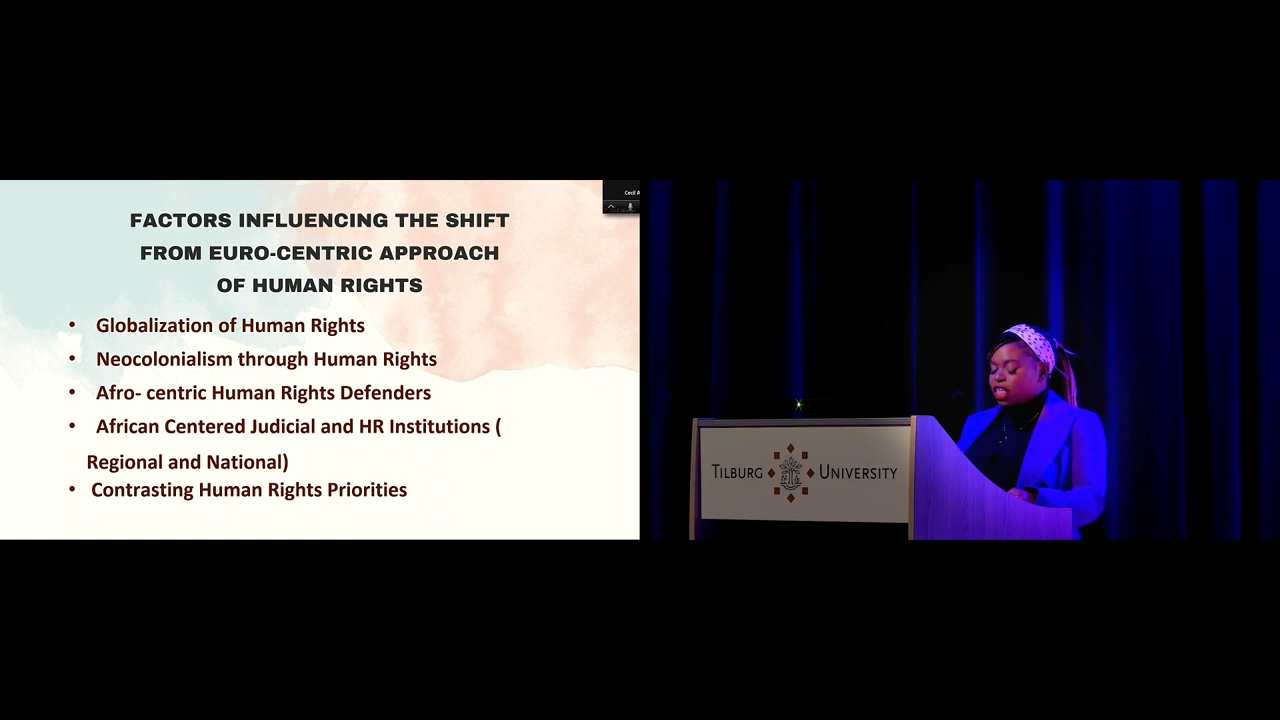 FACTORS INFLUENCING THE SHIFT
FROM EURO-CENTRIC APPROACH
OF HUMAN RIGHTS
• Globalization of Human Rights
• Neocolonialism through Human Rights
• Afro- centric Human Rights Defenders
• African Centered Judicial and HR Institutions (
Regional and National)
• Contrasting Human Rights Priorities
Cecil A
TILBURG UNIVERSITY